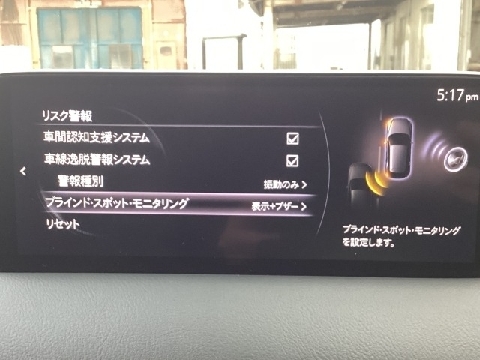 5:17pm
リスク警報
車間認知支援システム
車線逸脱警報システム
警報種別 振動のみ
ブラインド・スポット・モニタリング 表示+ブザー
リセット
ブラインド・スポット・モニタリング
を設定します。